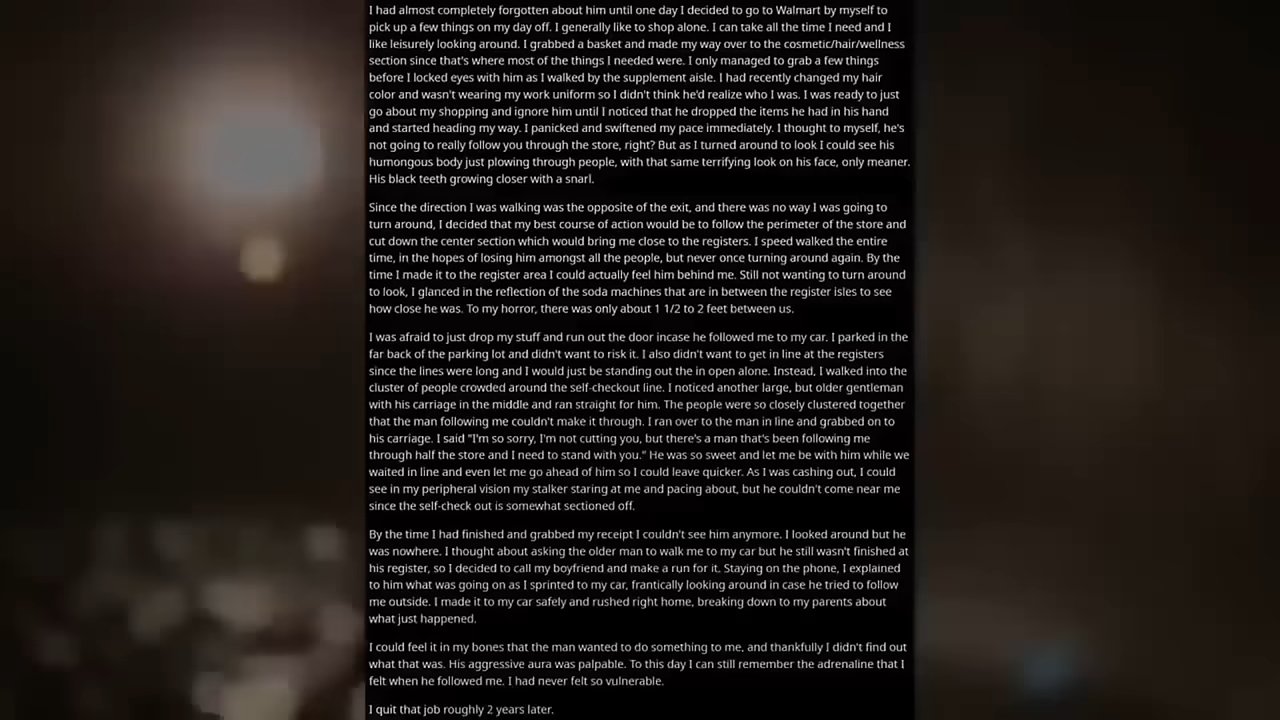 I had almost completely forgotten about him until one day I decided to go to Walmart by myself to
pick up a few things on my day off. I generally like to shop alone. I can take all the time I need and I
like leisurely looking around. I grabbed a basket and made my way over to the cosmetic/hair/wellness
section since that's where most of the things I needed were. I only managed to grab a few things
before I locked eyes with him as I walked by the supplement aisle. I had recently changed my hair
color and wasn't wearing my work uniform so I didn't think he'd realize who I was. I was ready to just
go about my shopping and ignore him until I noticed that he dropped the items he had in his hand
and started heading my way. I panicked and swiftened my pace immediately. I thought to myself, he's
not going to really follow you through the store, right? But as I turned around to look I could see his
humongous body just plowing through people, with that same terrifying look on his face, only meaner.
His black teeth growing closer with a snarl.
Since the direction I was walking was the opposite of the exit, and there was no way I was going to
turn around, I decided that my best course of action would be to follow the perimeter of the store and
cut down the center section which would bring me close to the registers. I speed walked the entire
time, in the hopes of losing him amongst all the people, but never once turning around again. By the
time I made it to the register area I could actually feel him behind me. Still not wanting to turn around
to look, I glanced in the reflection of the soda machines that are in between the register isles to see
how close he was. To my horror, there was only about 1 1/2 to 2 feet between us.
I was afraid to just drop my stuff and run out the door incase he followed me to my car. I parked in the
far back of the parking lot and didn't want to risk it. I also didn't want to get in line at the registers
since the lines were long and I would just be standing out the in open alone. Instead, I walked into the
cluster of people crowded around the self-checkout line. I noticed another large, but older gentleman
with his carriage in the middle and ran straight for him. The people were so closely clustered together
that the man following me couldn't make it through. I ran over to the man in line and grabbed on to
his carriage. I said "I'm so sorry, I'm not cutting you, but there's a man that's been following me
through half the store and I need to stand with you." He was so sweet and let me be with him while we
waited in line and even let me go ahead of him so I could leave quicker. As I was cashing out, I could
see in my peripheral vision my stalker staring at me and pacing about, but he couldn't come near me
since the self-check out is somewhat sectioned off.
By the time I had finished and grabbed my receipt I couldn't see him anymore. I looked around but he
was nowhere. I thought about asking the older man to walk me to my car but he still wasn't finished at
his register, so I decided to call my boyfriend and make a run for it. Staying on the phone, I explained
to him what was going on as I sprinted to my car, frantically looking around in case he tried to follow
me outside. I made it to my car safely and rushed right home, breaking down to my parents about
what just happened.
I could feel it in my bones that the man wanted to do something to me, and thankfully I didn't find out
what that was. His aggressive aura was palpable. To this day I can still remember the adrenaline that I
felt when he followed me. I had never felt so vulnerable.
I quit that job roughly 2 years later.